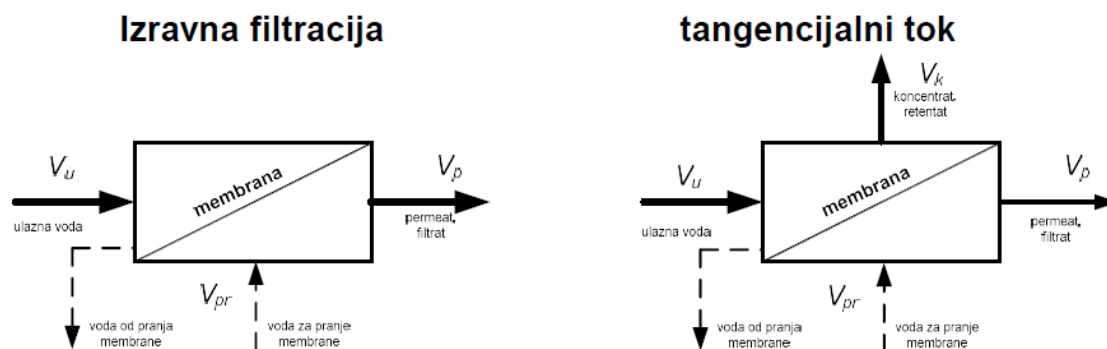 Izravna filtracija
V_u
ulazna voda
membrana
V_p
permeat,
filtrat
V_pr
voda od pranja
membrane
voda za pranje
membrane
tangencijalni tok
V_k
koncentrat,
retentat
V_u
ulazna voda
membrana
V_p
permeat,
filtrat
V_pr
voda od pranja
membrane
voda za pranje
membrane